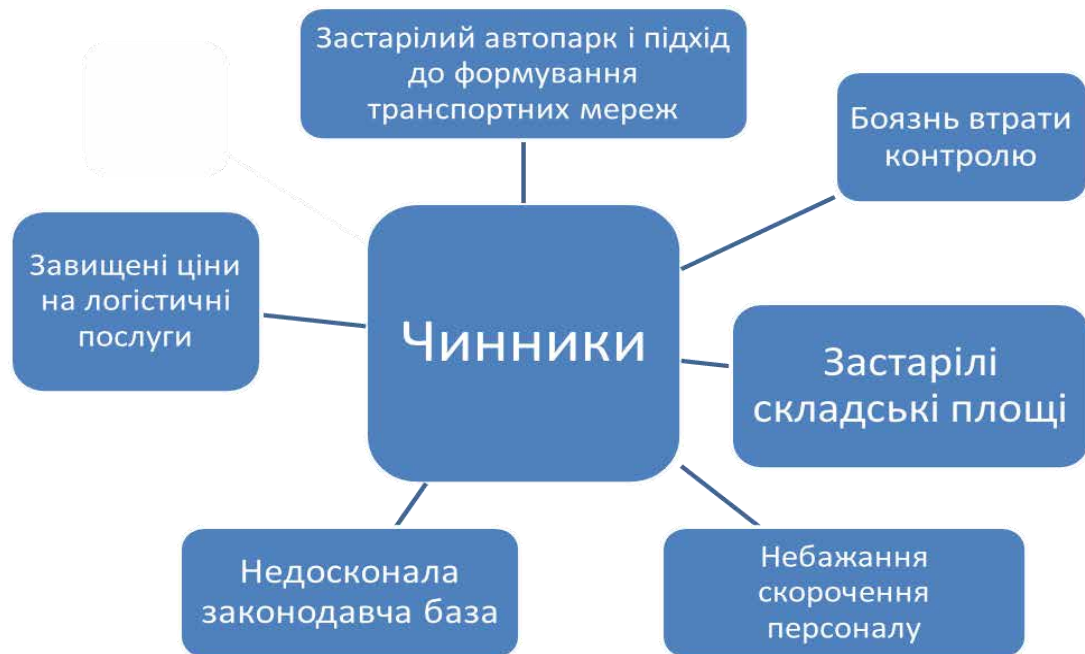 Застарілий автопарк і підхід
до формування
транспортних мереж
Боязнь втрати
контролю
Завищені ціни
на логістичні
послуги
Чинники
Застарілі
складські площі
Недосконала
законодавча база
Небажання
скорочення
персоналу